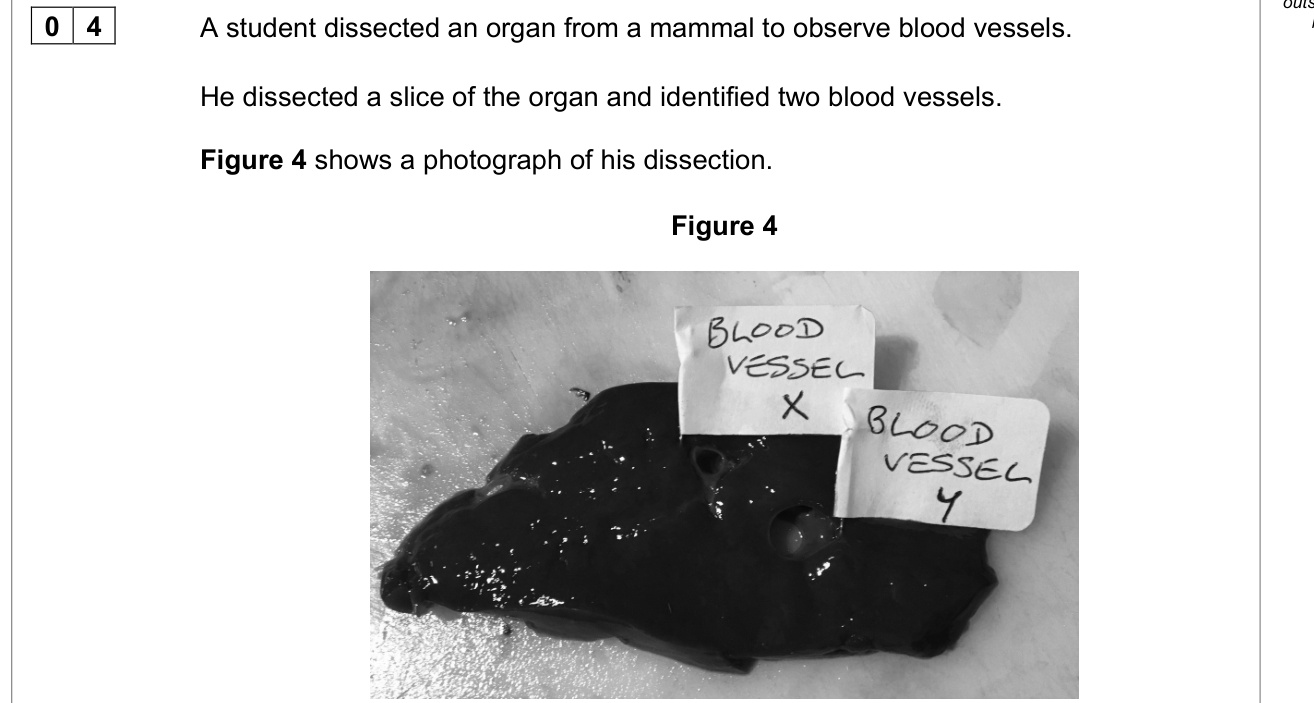 0 4
A student dissected an organ from a mammal to observe blood vessels.
He dissected a slice of the organ and identified two blood vessels.
Figure 4 shows a photograph of his dissection.
Figure 4
BLOOD
VESSEL
X
BLOOD
VESSEL
Y